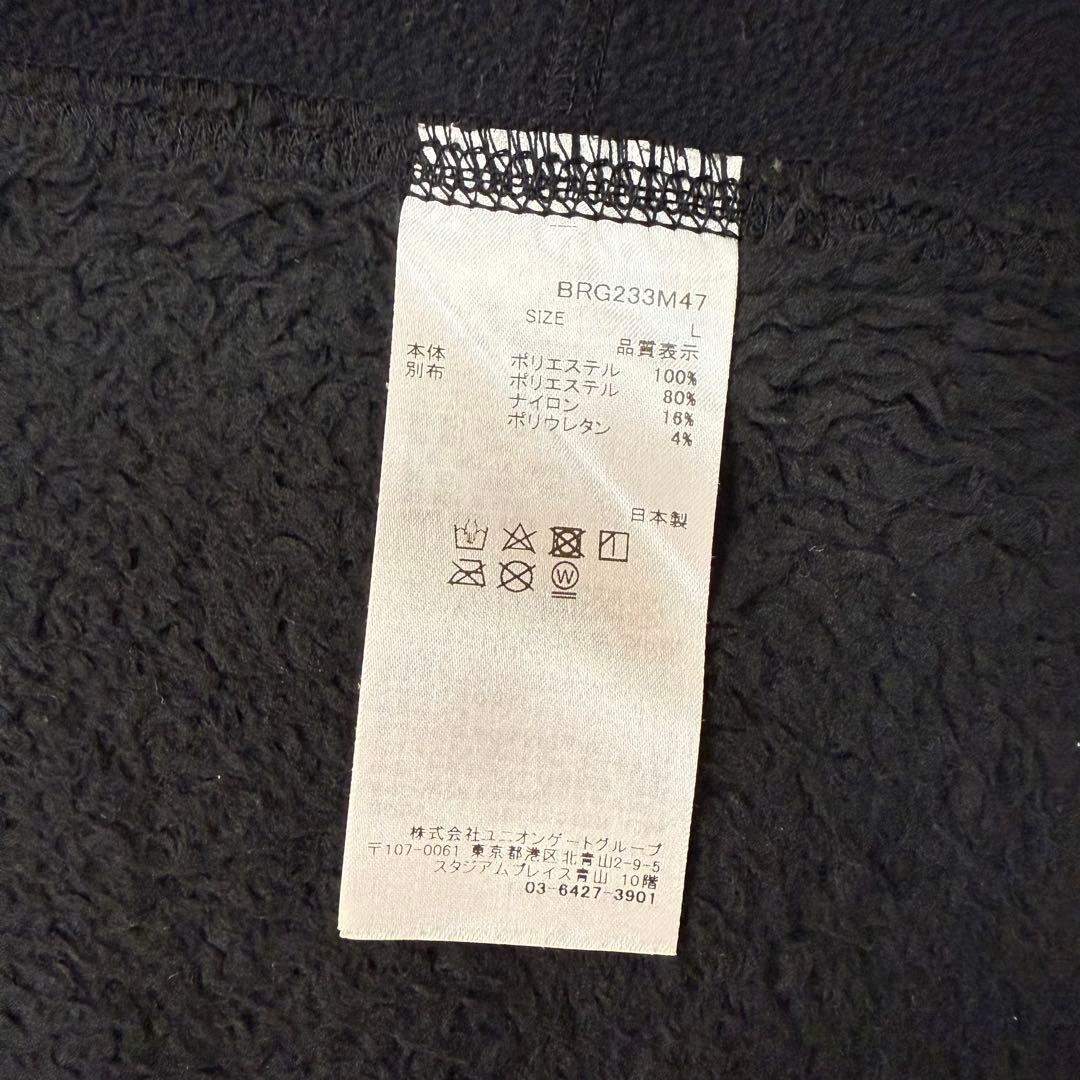 BRG233M47
SIZE L
品質表示
本体 ポリエステル 100%
別布 ポリエステル 80%
ナイロン 16%
ポリウレタン 4%
日本製
W
株式会社ユニオンゲートグループ
〒107-0061 東京都港区北青山2-9-5
スタジアムプレイス青山 10階
03-6427-3901